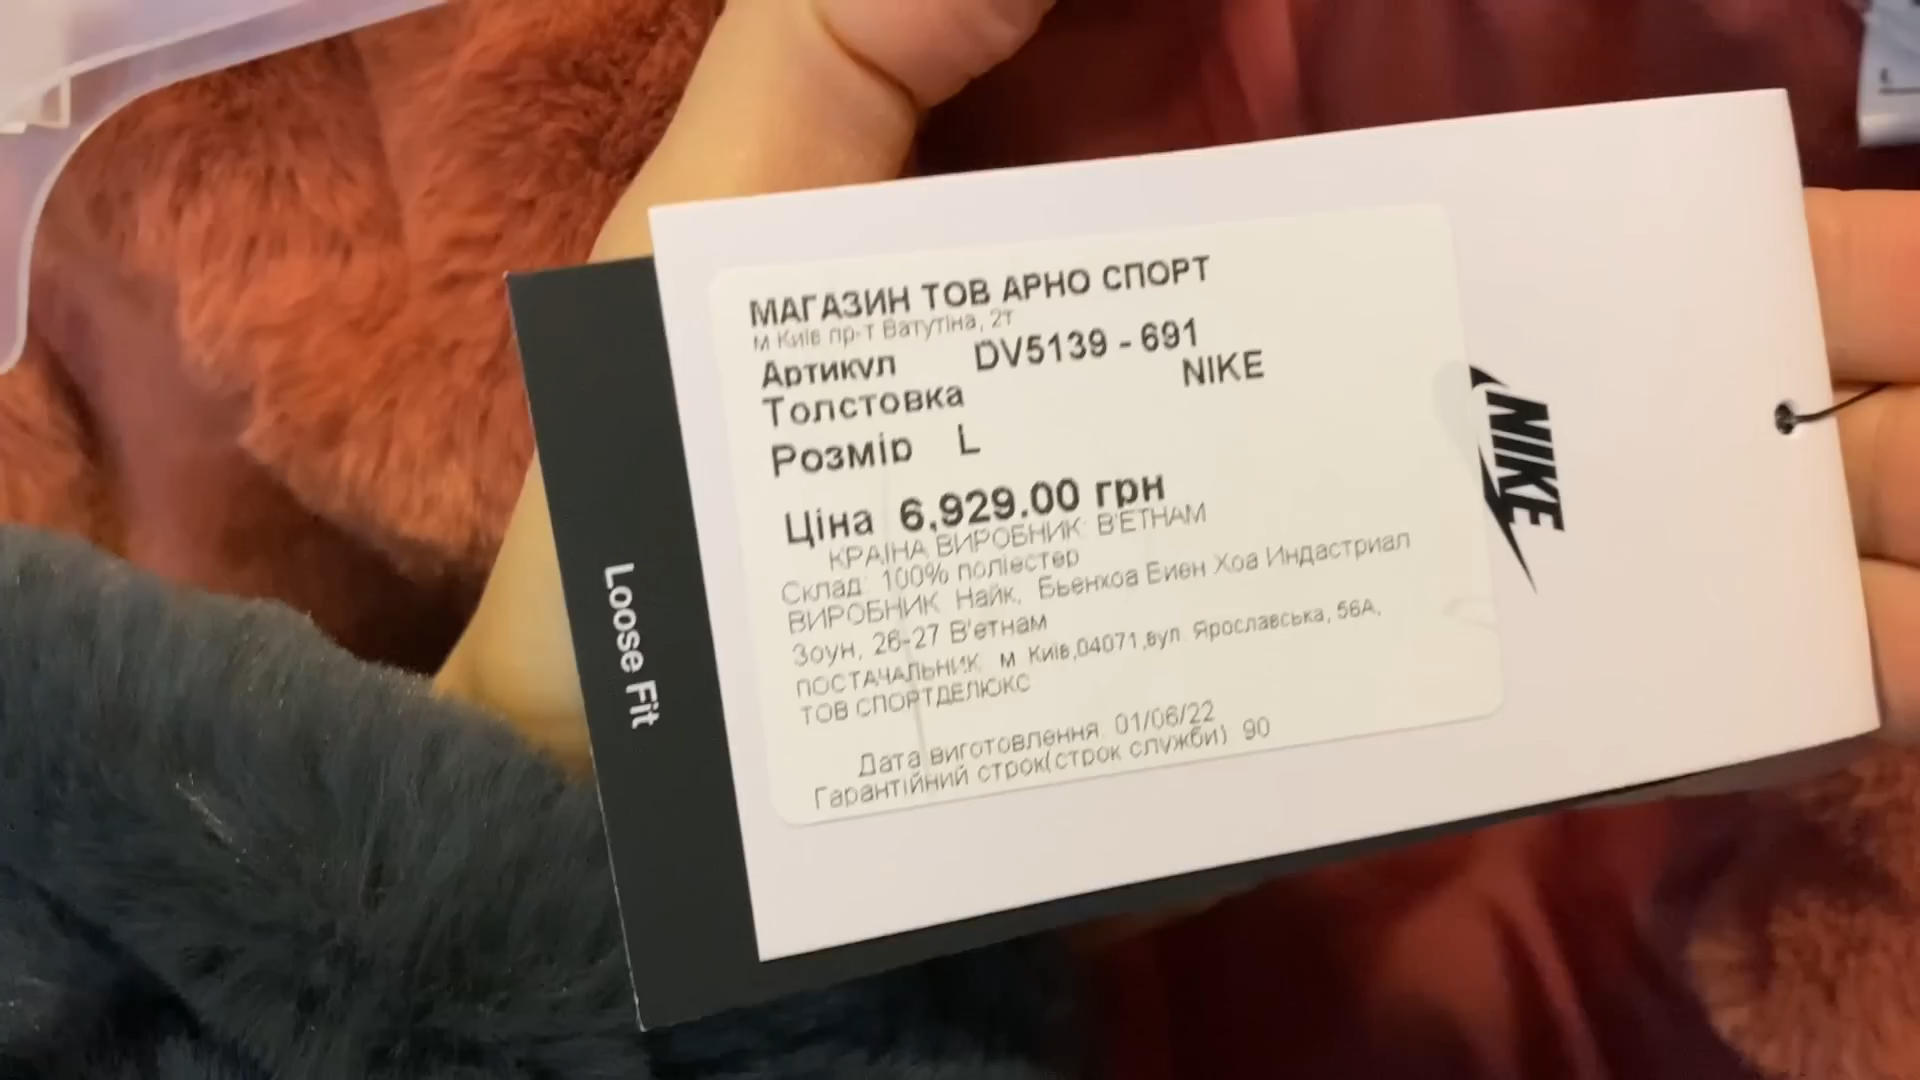 МАГАЗИН ТОВ АРНО СПОРТ
м Київ пр-т Ватутіна, 2т
Артикул DV5139 - 691
Толстовка NIKE
Розмір L
Ціна 6,929.00 грн
КРАЇНА ВИРОБНИК: В'ЄТНАМ
Склад: 100% поліестер
ВИРОБНИК Найк, Бьенхоа Биен Хоа Индастриал
Зоун, 26-27 В'етнам
ПОСТАЧАЛЬНИК м Київ,04071,вул. Ярославська, 56А,
ТОВ СПОРТДЕЛЮКС
Дата виготовлення: 01/06/22
Гарантійний строк(строк служби) 90
NIKE
Loose Fit